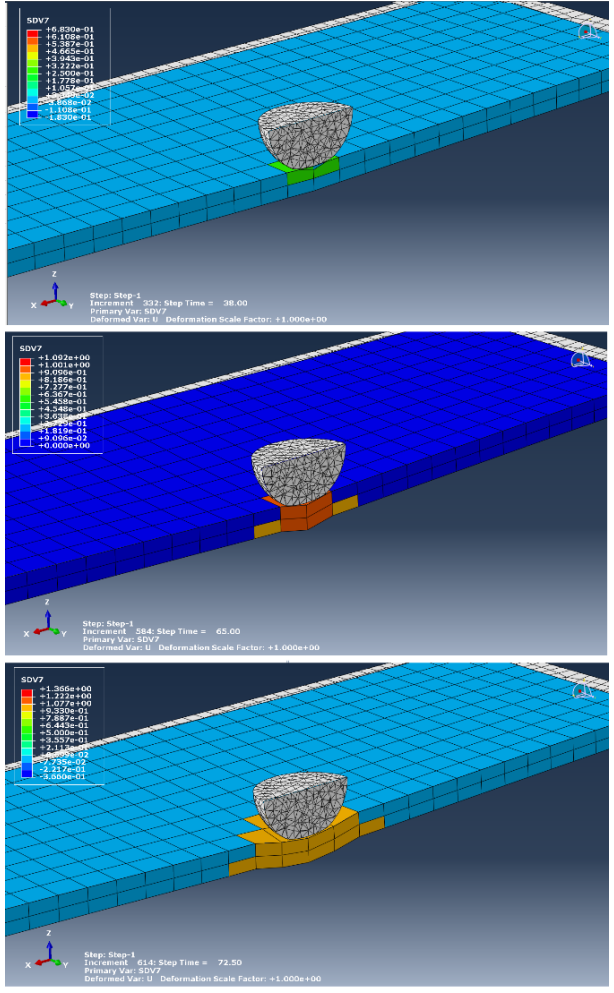 SDV7
+6.830e-01
+6.108e-01
+5.387e-01
+4.665e-01
+3.943e-01
+3.222e-01
+2.500e-01
+1.778e-01
+1.057e-01
-3.868e-02
-1.108e-01
-1.830e-01
Z
X
Y
Step: Step-1
Increment 332: Step Time = 38.00
Primary Var: SDV7
Deformed Var: U Deformation Scale Factor: +1.000e+00
SDV7
+1.092e+00
+1.001e+00
+9.096e-01
+8.186e-01
+7.277e-01
+6.367e-01
+5.458e-01
+4.548e-01
+3.638e-01
+1.819e-01
+9.096e-02
+0.000e+00
Z
X
Y
Step: Step-1
Increment 584: Step Time = 65.00
Primary Var: SDV7
Deformed Var: U Deformation Scale Factor: +1.000e+00
SDV7
+1.366e+00
+1.222e+00
+1.077e+00
+9.330e-01
+7.887e-01
+6.443e-01
+5.000e-01
+3.557e-01
-7.735e-02
-2.217e-01
-3.660e-01
Z
X
Y
Step: Step-1
Increment 614: Step Time = 72.50
Primary Var: SDV7
Deformed Var: U Deformation Scale Factor: +1.000e+00